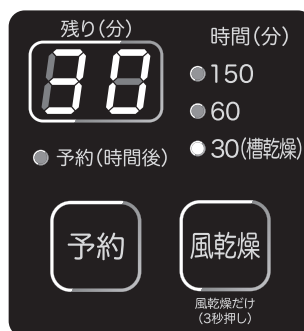 残り(分)
30
時間(分)
150
60
30(槽乾燥)
予約(時間後)
予約
風乾燥
風乾燥だけ
(3秒押し)